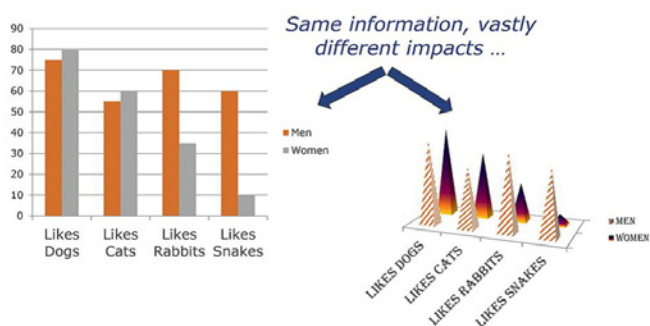 Same information, vastly
different impacts ...
90
80
70
60
50
40
30
20
10
0
Likes Dogs
Likes Cats
Likes Rabbits
Likes Snakes
Men
Women
LIKES DOGS
LIKES CATS
LIKES RABBITS
LIKES SNAKES
MEN
WOMEN